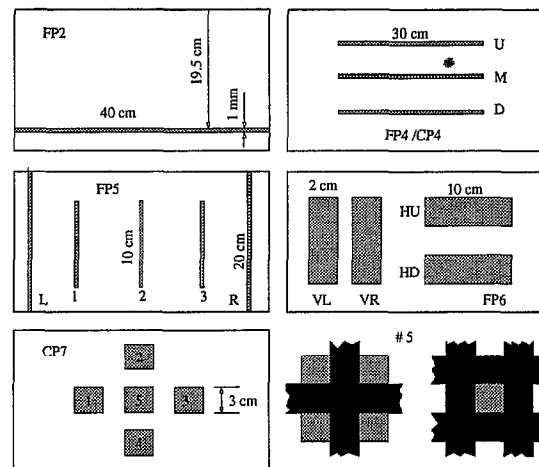 FP2
19.5 cm
40 cm
1 mm
30 cm
U
M
D
FP4 /CP4
FP5
10 cm
20 cm
L
1
2
3
R
2 cm
10 cm
HU
HD
VL
VR
FP6
CP7
2
1
5
3
4
3 cm
# 5